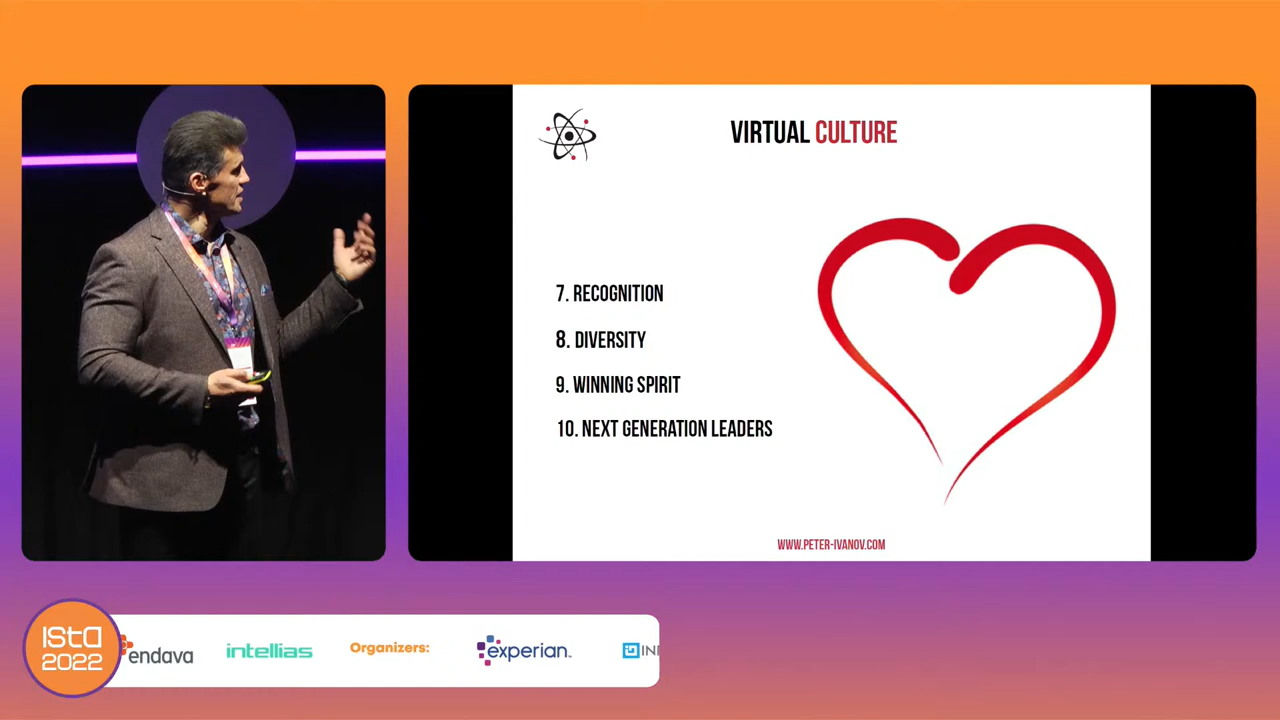 VIRTUAL CULTURE
7. RECOGNITION
8. DIVERSITY
9. WINNING SPIRIT
10. NEXT GENERATION LEADERS
WWW.PETER-IVANOV.COM
ISTA
2022
endava
intellias
Organizers:
experian.